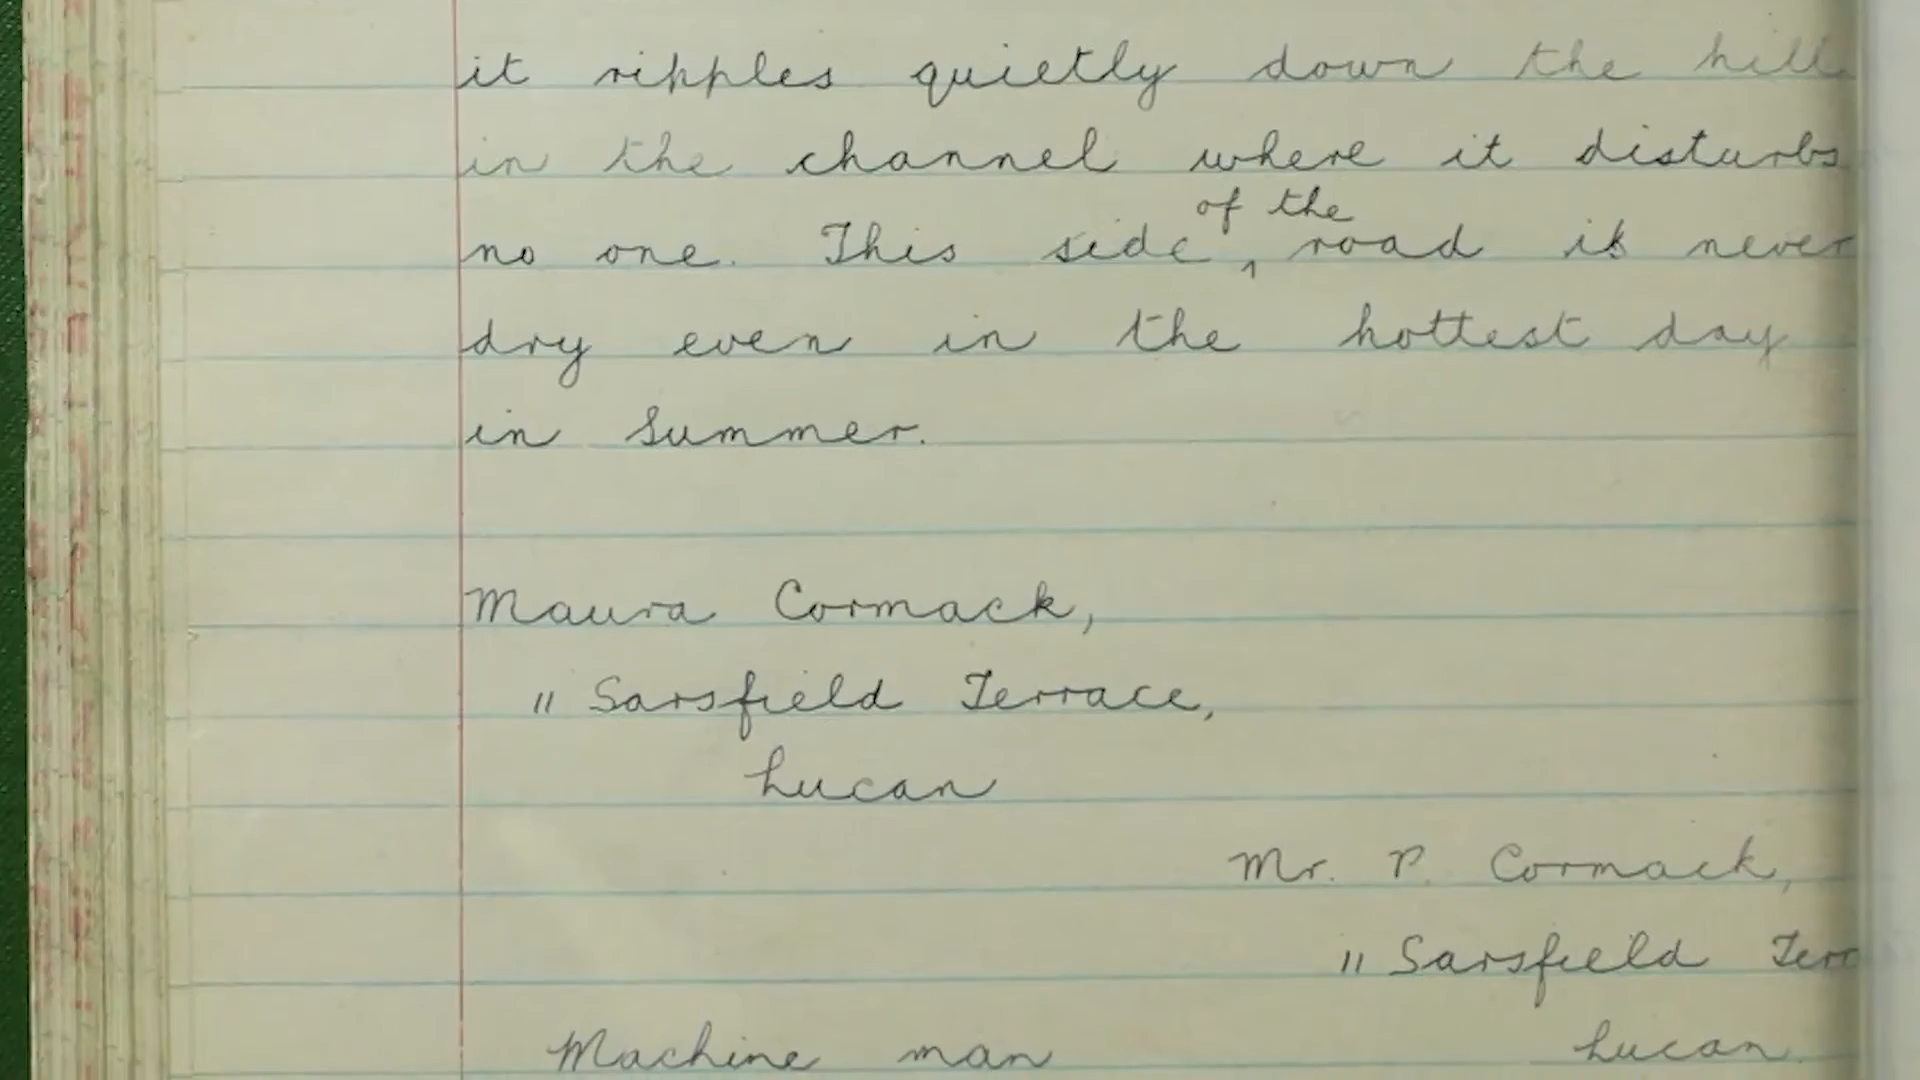 it ripples quietly down the hill
in the channel where it disturbs
of the
no one. This side ^ road is never
dry even in the hottest day
in Summer.
Maura Cormack,
11 Sarsfield Terrace,
Lucan
Mr. P. Cormack,
11 Sarsfield Terr
Machine man Lucan.